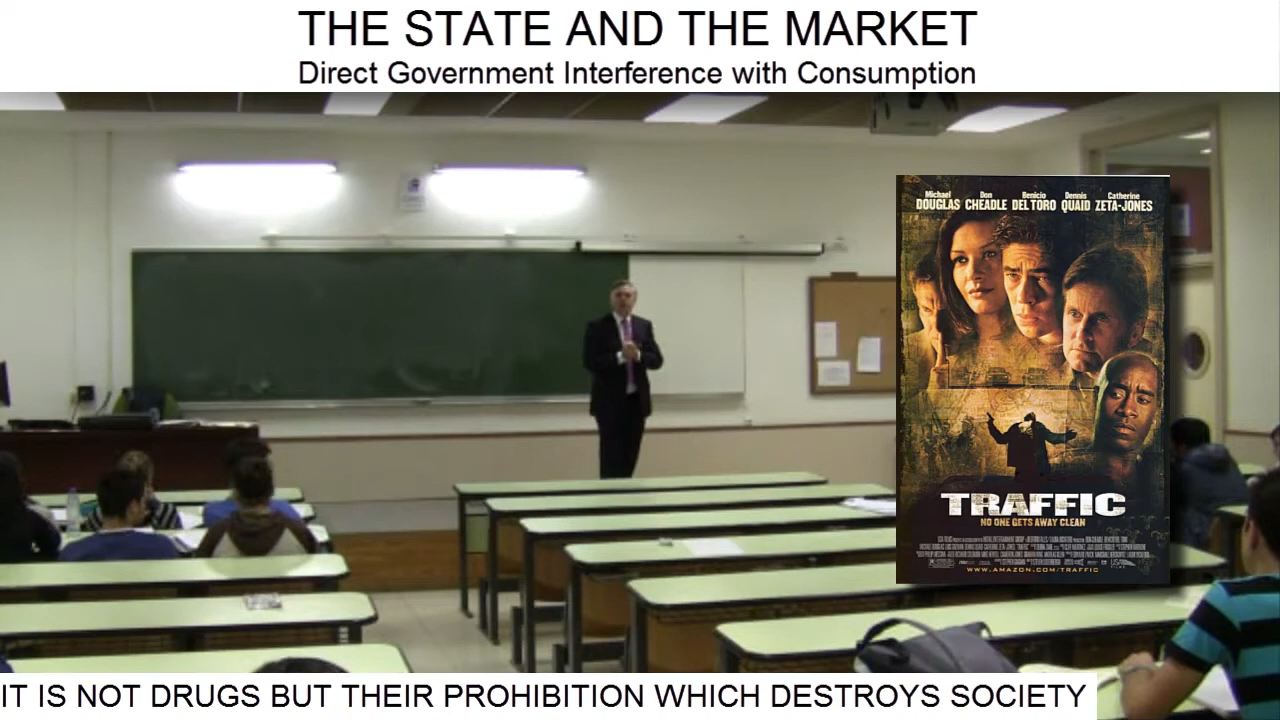 THE STATE AND THE MARKET
Direct Government Interference with Consumption
Michael DOUGLAS Don CHEADLE Benicio DEL TORO Dennis QUAID Catherine ZETA-JONES
TRAFFIC
NO ONE GETS AWAY CLEAN
WWW.AMAZON.COM/TRAFFIC
IT IS NOT DRUGS BUT THEIR PROHIBITION WHICH DESTROYS SOCIETY